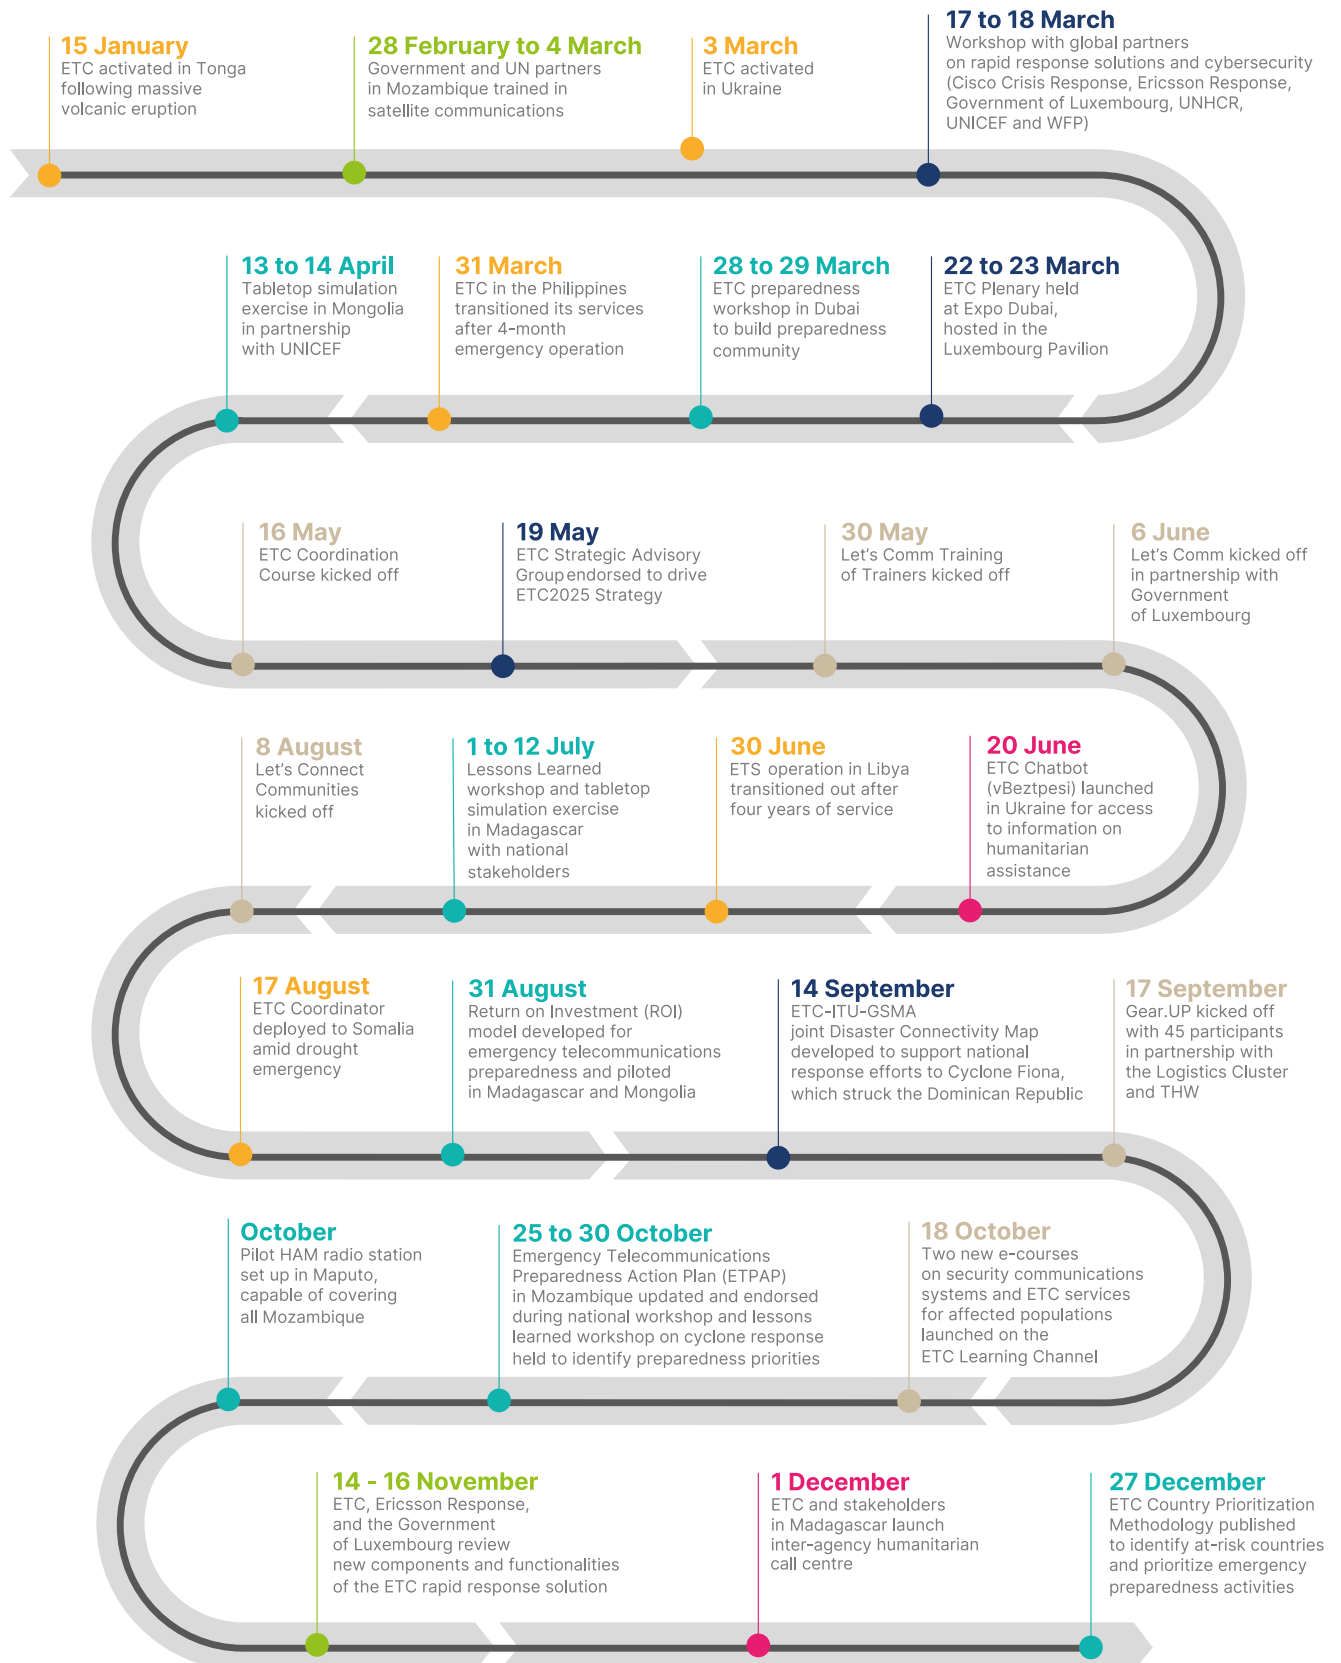 15 January
ETC activated in Tonga
following massive
volcanic eruption
28 February to 4 March
Government and UN partners
in Mozambique trained in
satellite communications
3 March
ETC activated
in Ukraine
17 to 18 March
Workshop with global partners
on rapid response solutions and cybersecurity
(Cisco Crisis Response, Ericsson Response,
Government of Luxembourg, UNHCR,
UNICEF and WFP)
13 to 14 April
Tabletop simulation
exercise in Mongolia
in partnership
with UNICEF
31 March
ETC in the Philippines
transitioned its services
after 4-month
emergency operation
28 to 29 March
ETC preparedness
workshop in Dubai
to build preparedness
community
22 to 23 March
ETC Plenary held
at Expo Dubai,
hosted in the
Luxembourg Pavilion
16 May
ETC Coordination
Course kicked off
19 May
ETC Strategic Advisory
Group endorsed to drive
ETC2025 Strategy
30 May
Let's Comm Training
of Trainers kicked off
6 June
Let's Comm kicked off
in partnership with
Government
of Luxembourg
8 August
Let's Connect
Communities
kicked off
1 to 12 July
Lessons Learned
workshop and tabletop
simulation exercise
in Madagascar
with national
stakeholders
30 June
ETS operation in Libya
transitioned out after
four years of service
20 June
ETC Chatbot
(vBeztpesi) launched
in Ukraine for access
to information on
humanitarian
assistance
17 August
ETC Coordinator
deployed to Somalia
amid drought
emergency
31 August
Return on Investment (ROI)
model developed for
emergency telecommunications
preparedness and piloted
in Madagascar and Mongolia
14 September
ETC-ITU-GSMA
joint Disaster Connectivity Map
developed to support national
response efforts to Cyclone Fiona,
which struck the Dominican Republic
17 September
Gear.UP kicked off
with 45 participants
in partnership with
the Logistics Cluster
and THW
October
Pilot HAM radio station
set up in Maputo,
capable of covering
all Mozambique
25 to 30 October
Emergency Telecommunications
Preparedness Action Plan (ETPAP)
in Mozambique updated and endorsed
during national workshop and lessons
learned workshop on cyclone response
held to identify preparedness priorities
18 October
Two new e-courses
on security communications
systems and ETC services
for affected populations
launched on the
ETC Learning Channel
14 - 16 November
ETC, Ericsson Response,
and the Government
of Luxembourg review
new components and functionalities
of the ETC rapid response solution
1 December
ETC and stakeholders
in Madagascar launch
inter-agency humanitarian
call centre
27 December
ETC Country Prioritization
Methodology published
to identify at-risk countries
and prioritize emergency
preparedness activities